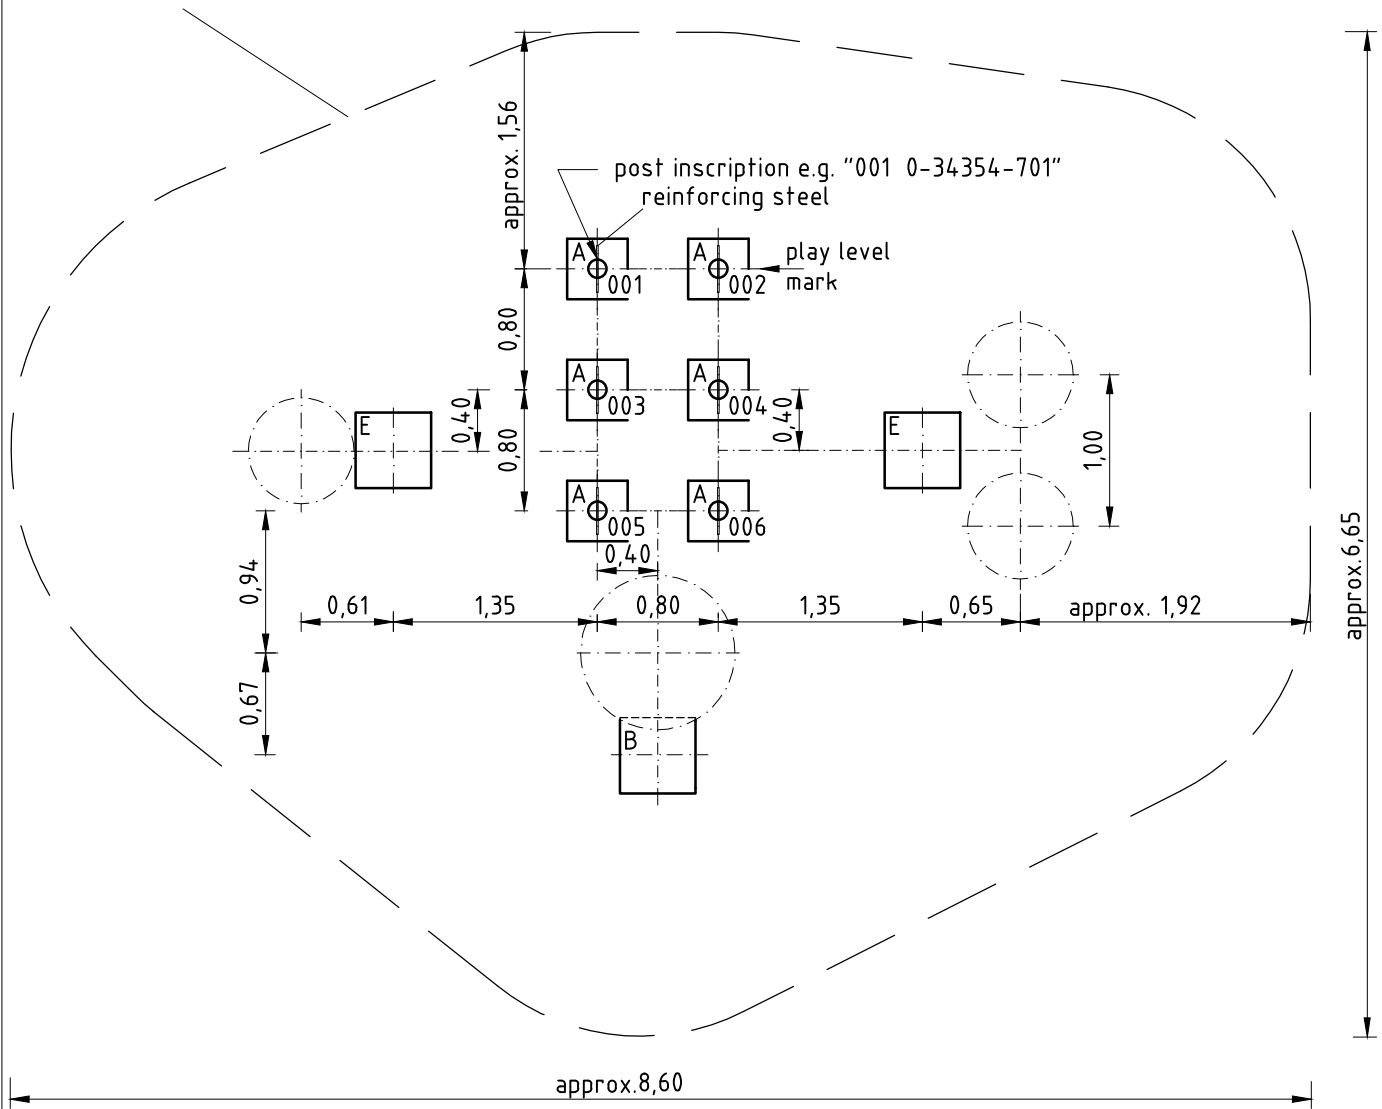 approx. 1,56
post inscription e.g. "001 0-34354-701"
reinforcing steel
A
A
play level
mark
001
002
0,80
A
A
003
004
0,40
0,40
E
E
0,80
1,00
A
A
005
006
0,40
0,94
0,61
1,35
0,80
1,35
0,65
approx. 1,92
approx.6,65
0,67
B
approx.8,60